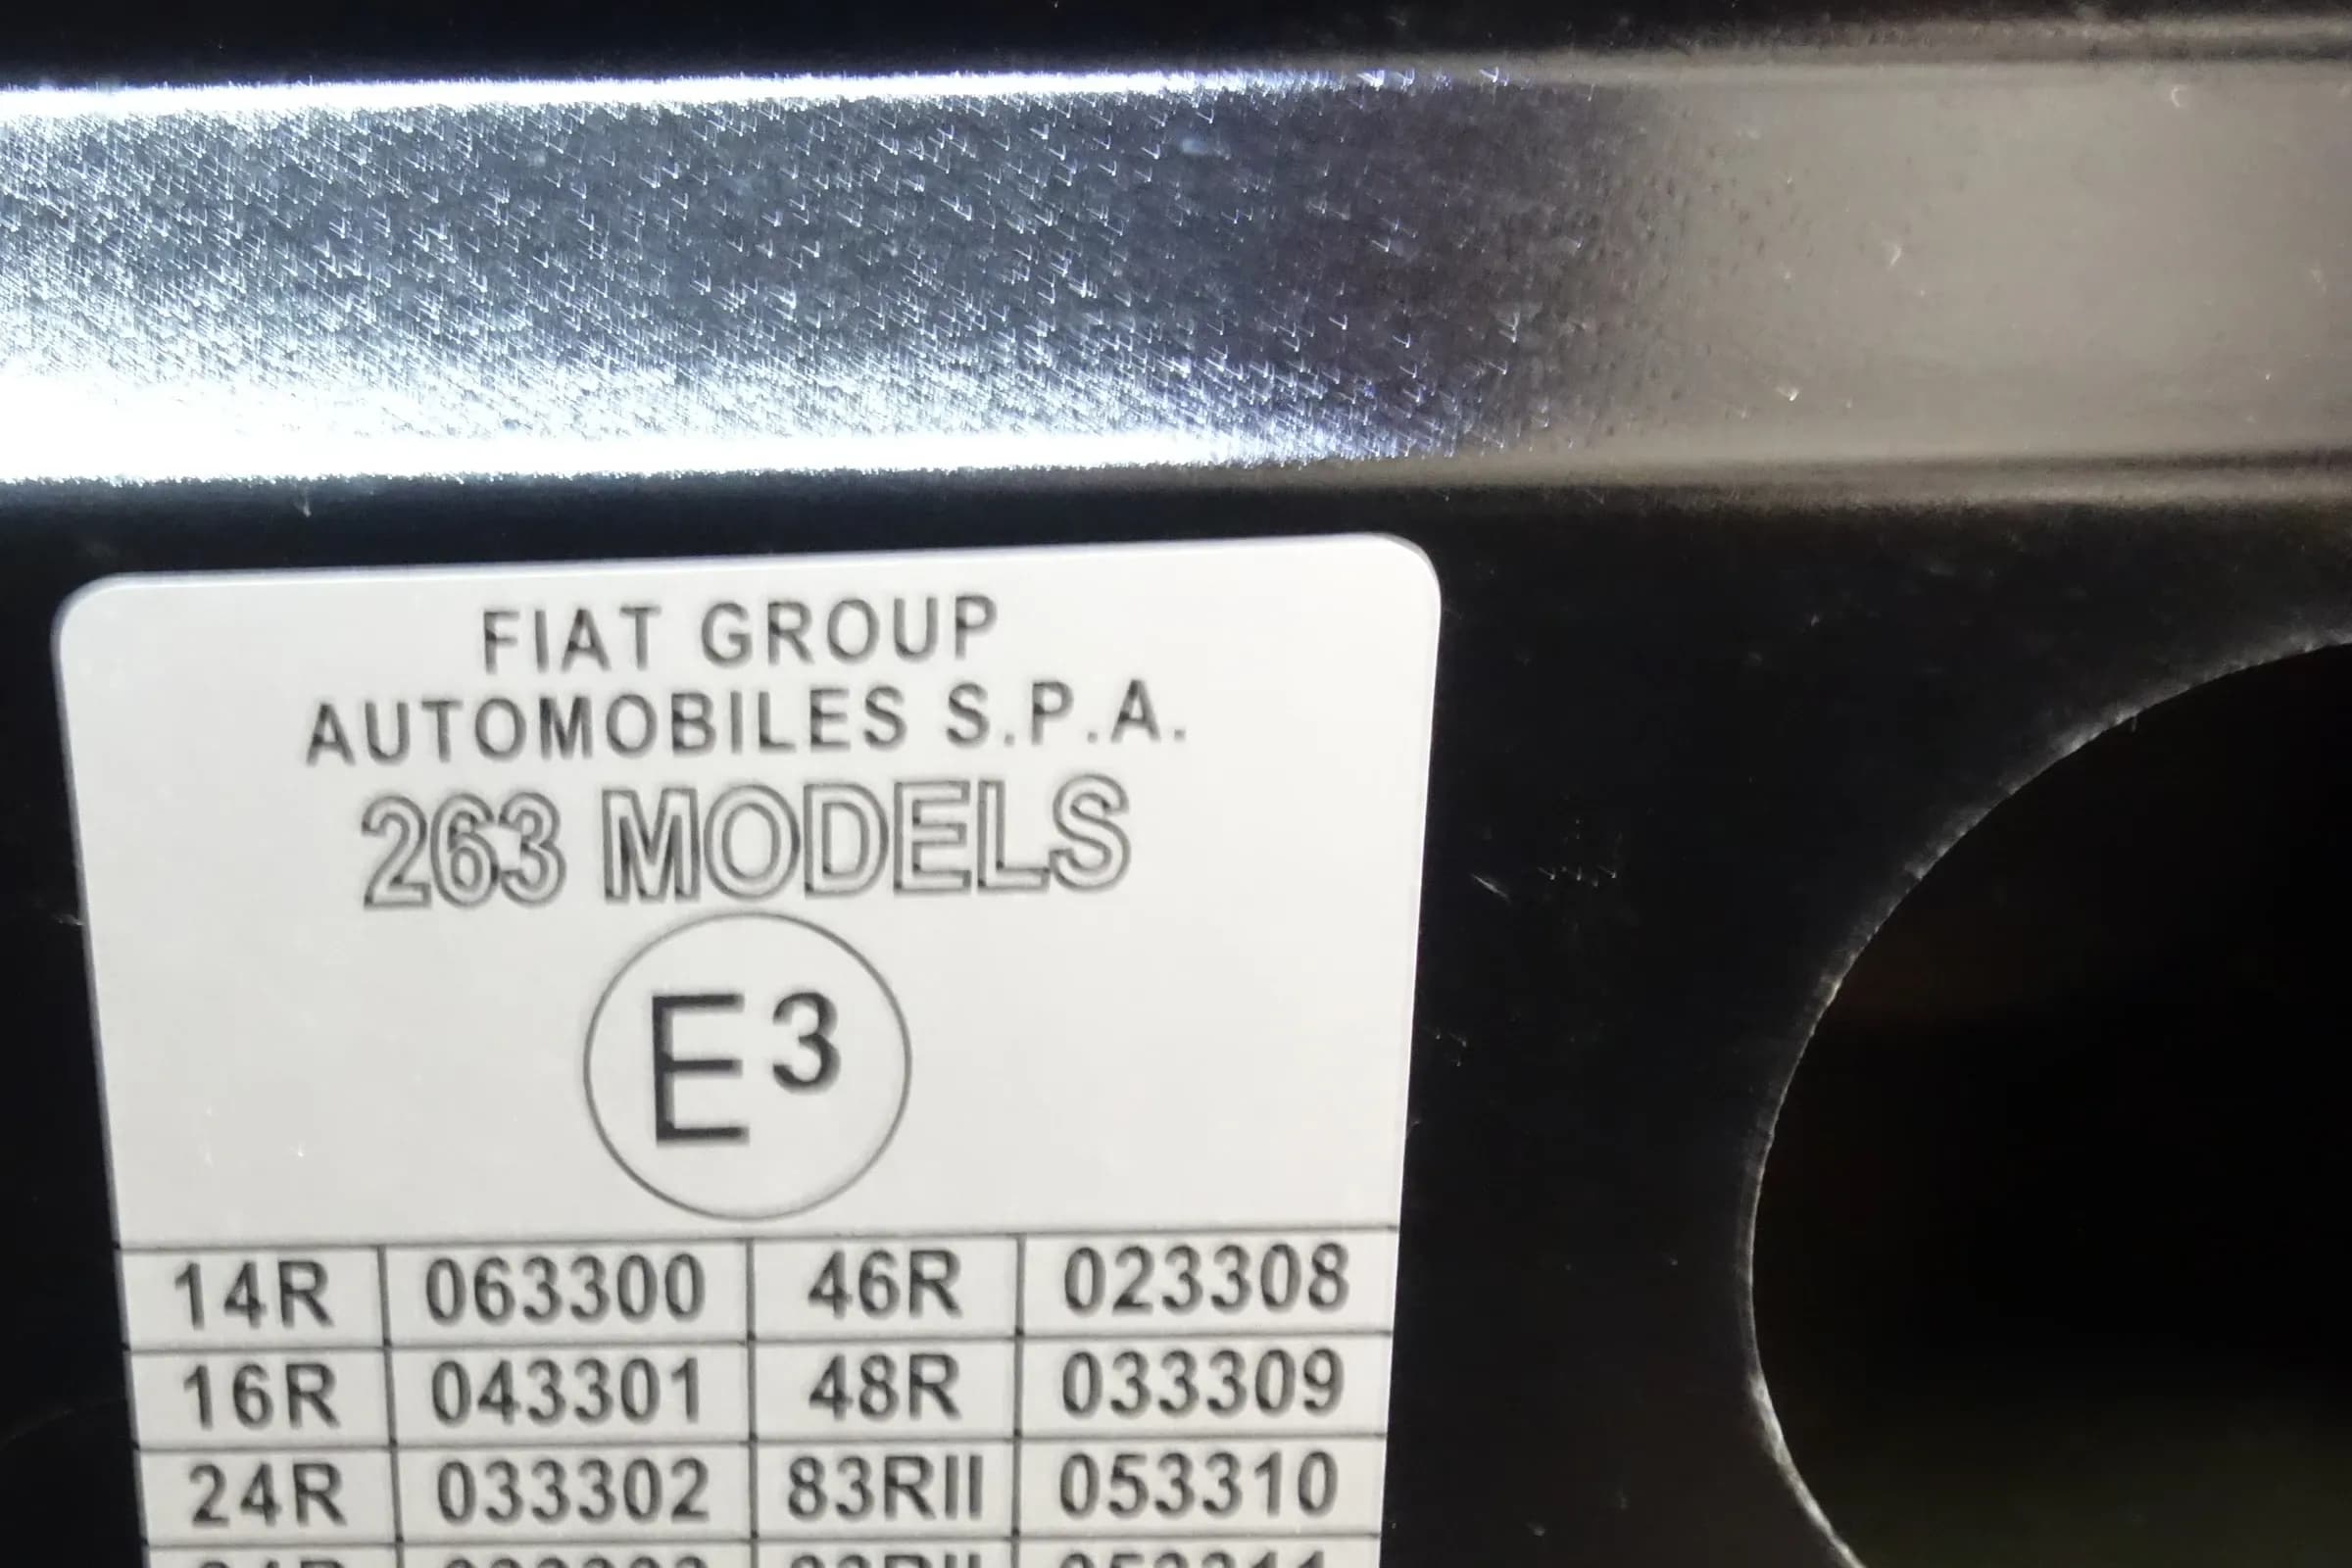 FIAT GROUP
AUTOMOBILES S.P.A.
263 MODELS
E3
14R 063300 46R 023308
16R 043301 48R 033309
24R 033302 83RII 053310